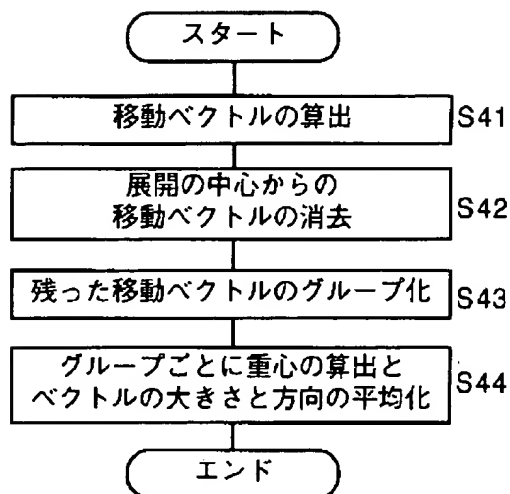 スタート
移動ベクトルの算出
S41
展開の中心からの
移動ベクトルの消去
S42
残った移動ベクトルのグループ化
S43
グループごとに重心の算出と
ベクトルの大きさと方向の平均化
S44
エンド